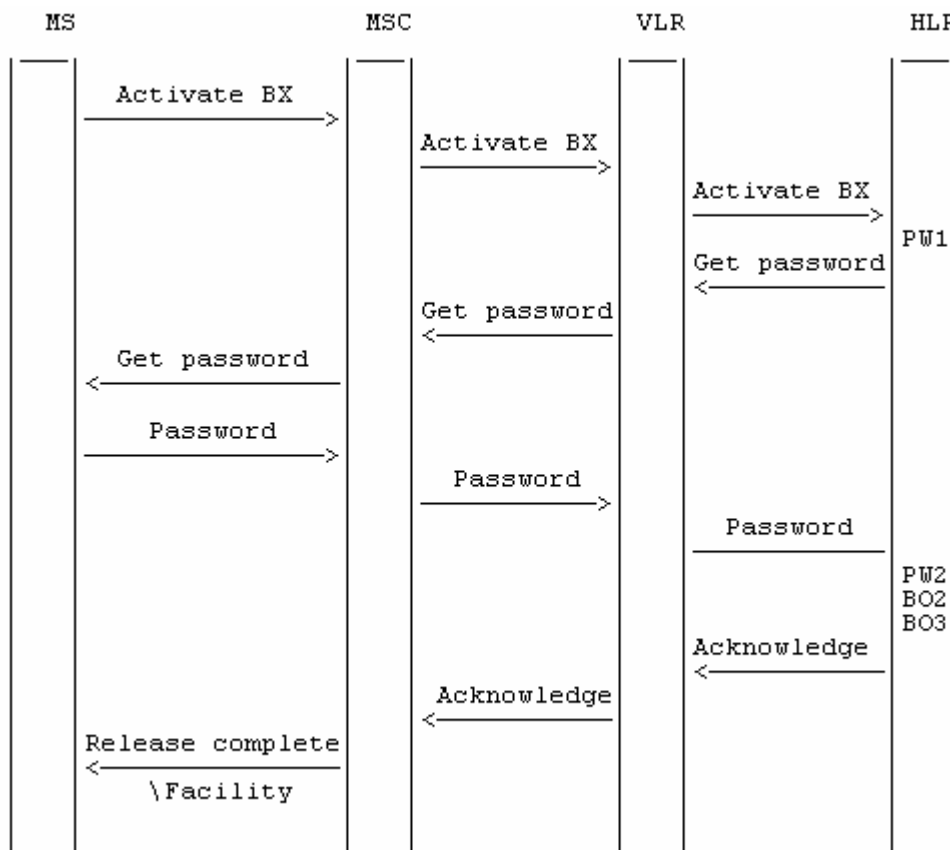 MS MSC VLR HLR
Activate BX
Activate BX
Activate BX
PW1
Get password
Get password
Get password
Password
Password
Password
PW2
BO2
BO3
Acknowledge
Acknowledge
Release complete
\Facility